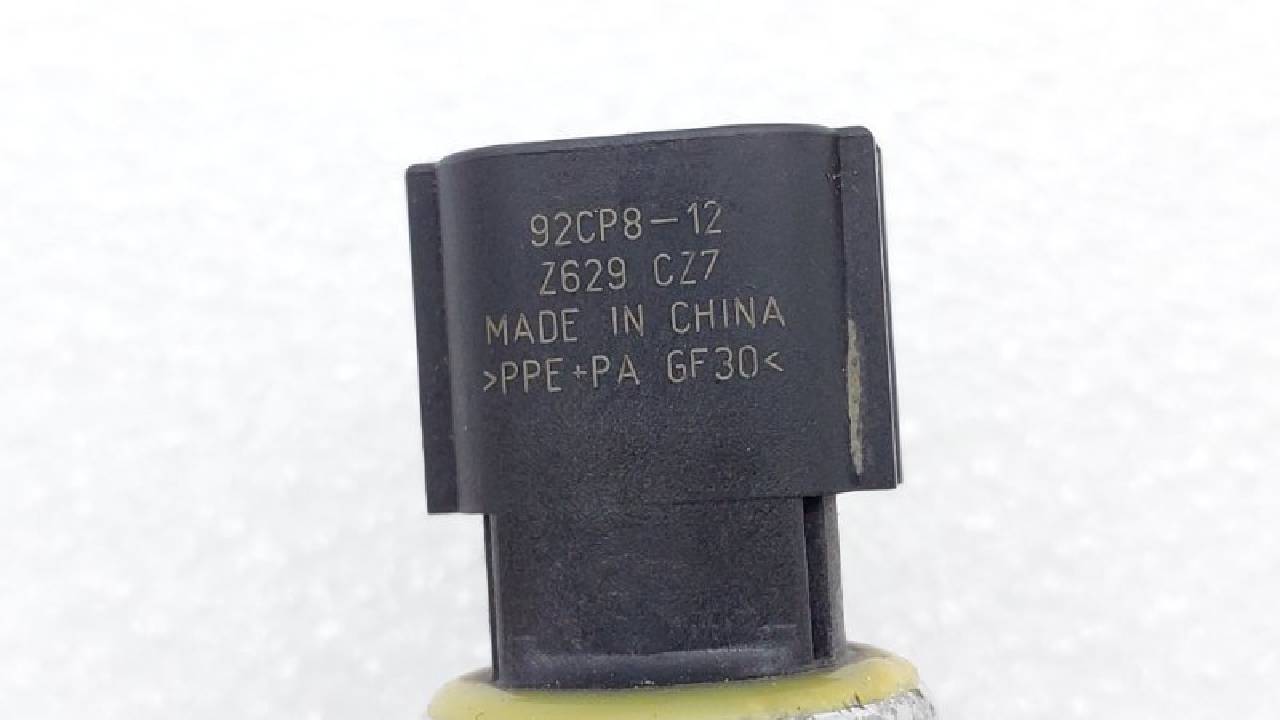 92CP8-12
Z629 CZ7
MADE IN CHINA
>PPE+PA GF30<